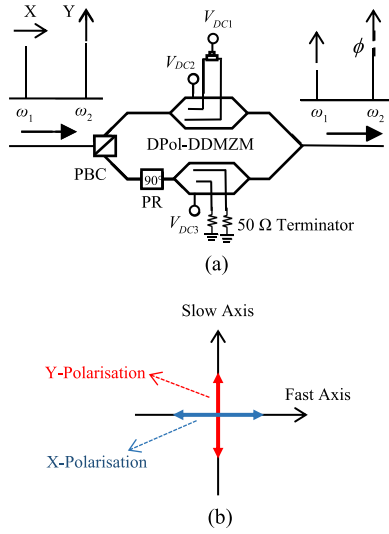 X Y
V_DC1
V_DC2
ϕ
ω1 ω2
ω1 ω2
DPol-DDMZM
PBC
90°
PR
V_DC3
50 Ω Terminator
(a)
Slow Axis
Y-Polarisation
Fast Axis
X-Polarisation
(b)